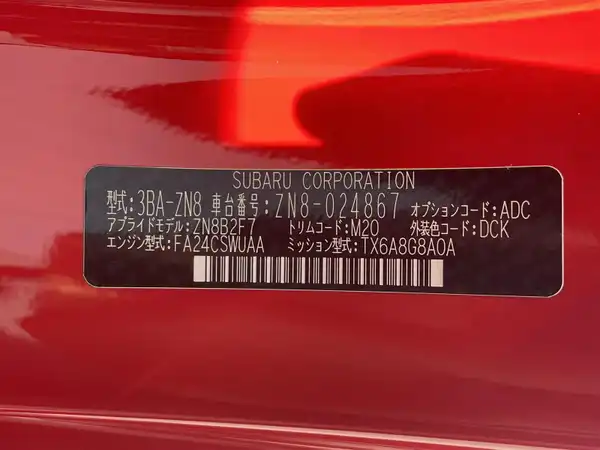 SUBARU CORPORATION
型式:3BA-ZN8 車台番号:ZN8-024867 オプションコード:ADC
アプライドモデル:ZN8B2F7 トリムコード:M20 外装色コード:DCK
エンジン型式:FA24CSWUAA ミッション型式:TX6A8G8A0A